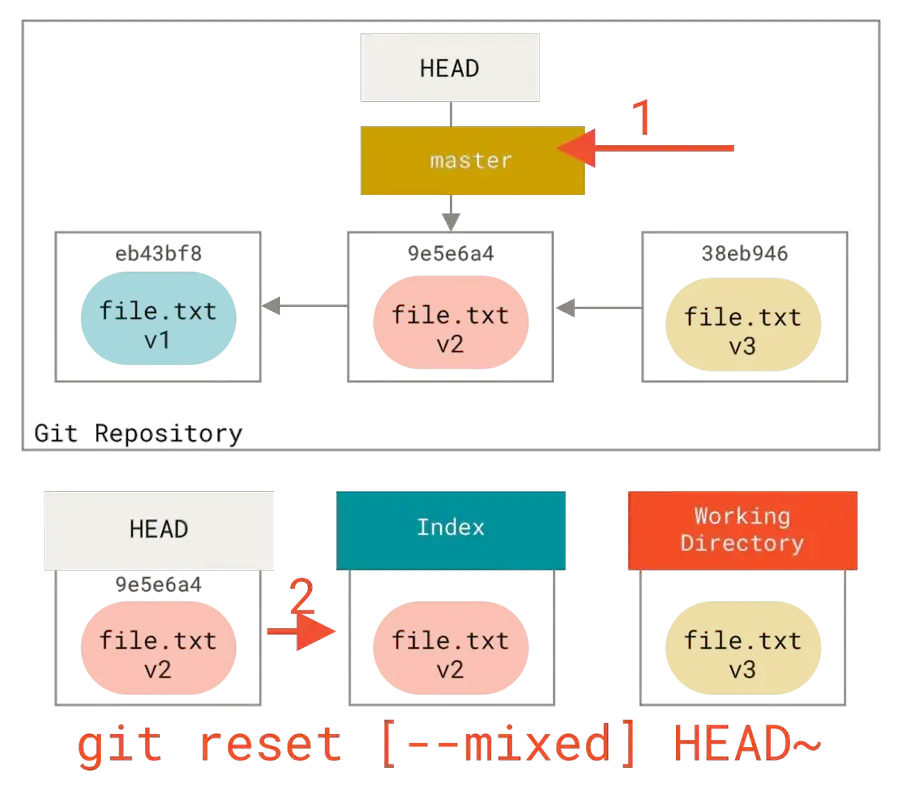 HEAD
1
master
eb43bf8
9e5e6a4
38eb946
file.txt
v1
file.txt
v2
file.txt
v3
Git Repository
HEAD
Index
Working
Directory
9e5e6a4
2
file.txt
v2
file.txt
v2
file.txt
v3
git reset [--mixed] HEAD~